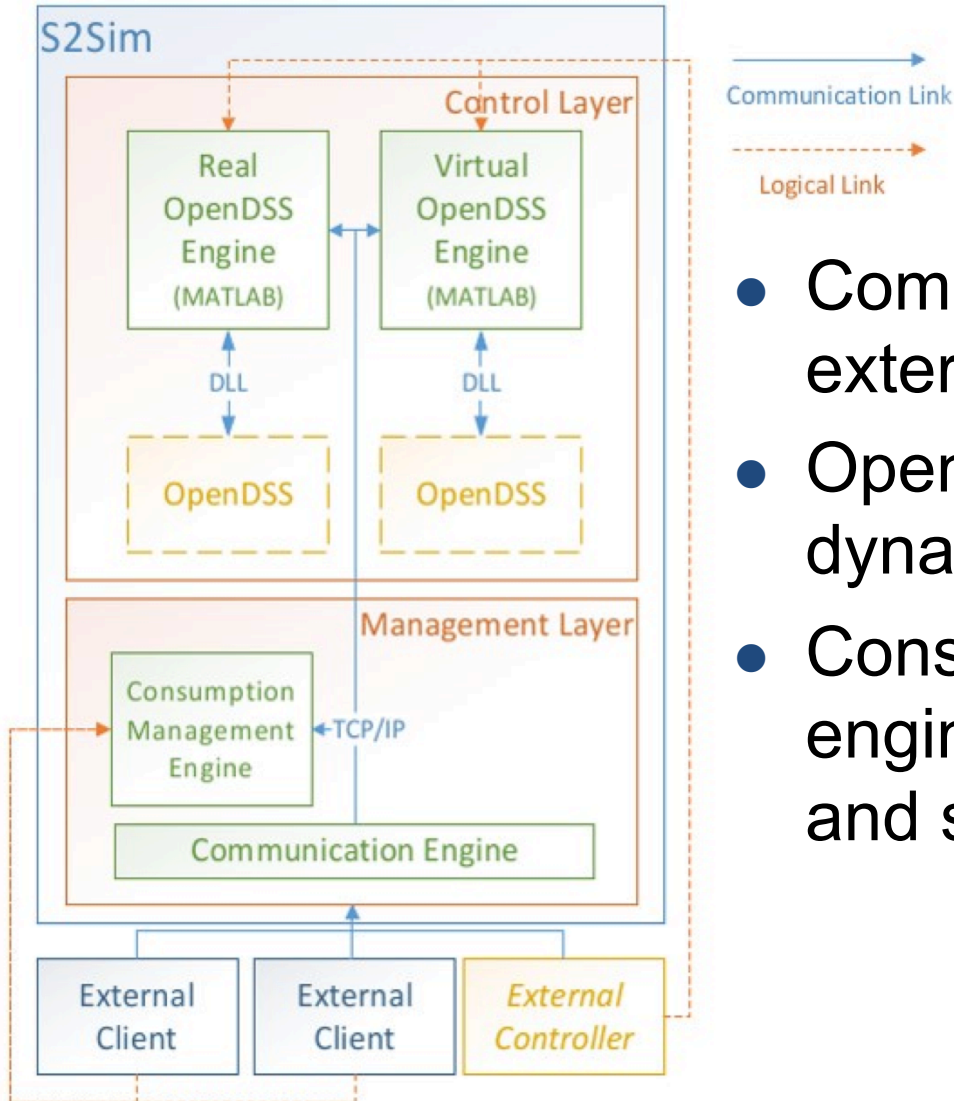 S2Sim
Control Layer
Real
OpenDSS
Engine
(MATLAB)
Virtual
OpenDSS
Engine
(MATLAB)
DLL
DLL
OpenDSS
OpenDSS
Management Layer
Consumption
Management
Engine
TCP/IP
Communication Engine
External
Client
External
Client
External
Controller
Communication Link
Logical Link
• Com
exter
• Oper
dyna
• Cons
engin
and s